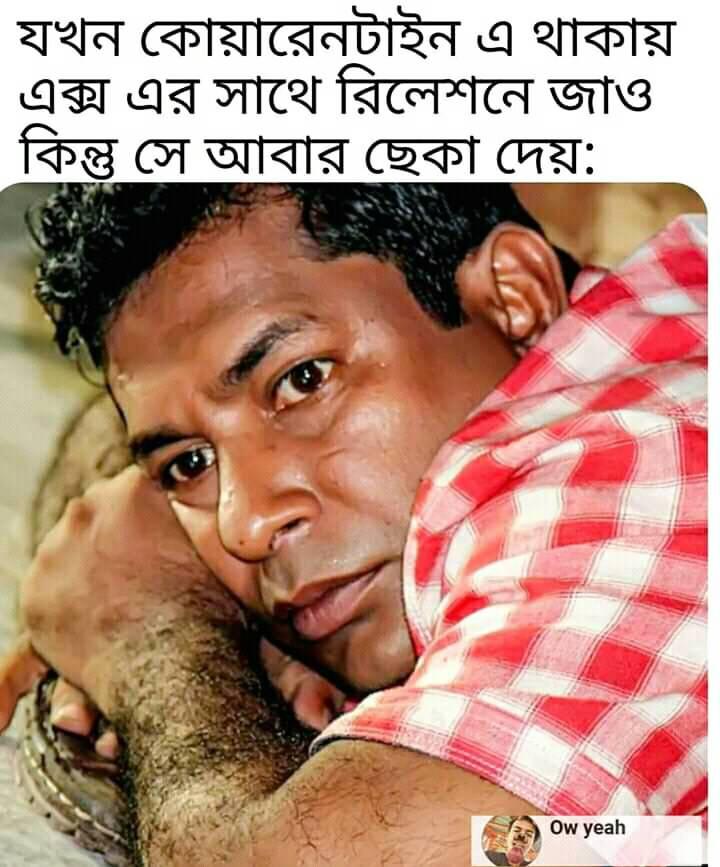 যখন কোয়ারেনটাইন এ থাকায়
এক্স এর সাথে রিলেশনে জাও
কিন্তু সে আবার ছেকা দেয়:
Ow yeah